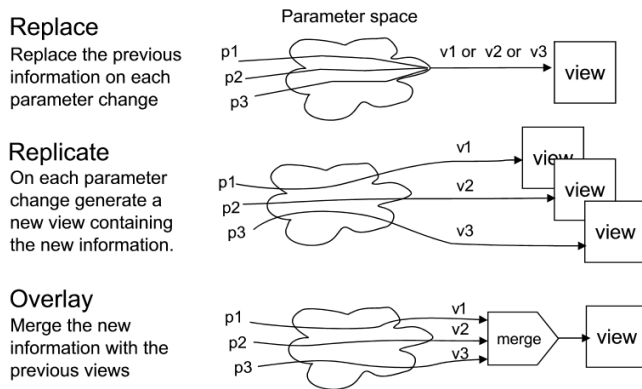 Parameter space
Replace
Replace the previous
information on each
parameter change
p1
p2
p3
v1 or v2 or v3
view
Replicate
On each parameter
change generate a
new view containing
the new information.
p1
p2
p3
v1
v2
v3
view
view
view
Overlay
Merge the new
information with the
previous views
p1
p2
p3
v1
v2
v3
merge
view